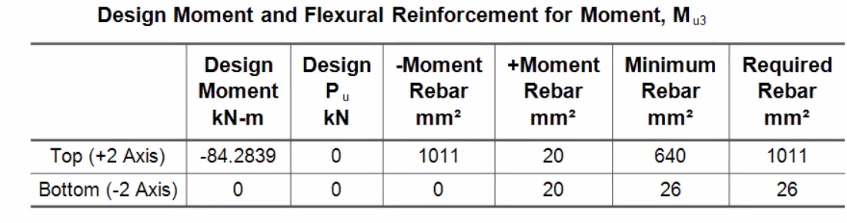 Design Moment and Flexural Reinforcement for Moment, M u3
Design Moment kN-m Design P u kN -Moment Rebar mm² +Moment Rebar mm² Minimum Rebar mm² Required Rebar mm²
Top (+2 Axis) -84.2839 0 1011 20 640 1011
Bottom (-2 Axis) 0 0 0 20 26 26